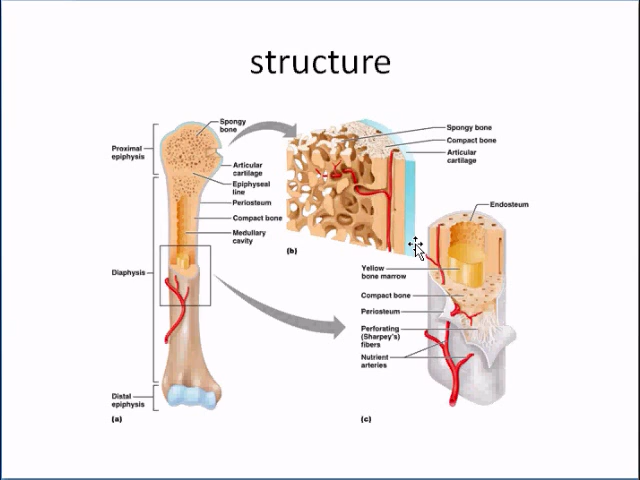 structure
Spongy
bone
Proximal
epiphysis
Articular
cartilage
Epiphyseal
line
Periosteum
Compact bone
Medullary
cavity
Diaphysis
Distal
epiphysis
(a)
Spongy bone
Compact bone
Articular
cartilage
(b)
Endosteum
Yellow
bone marrow
Compact bone
Periosteum
Perforating
(Sharpey's)
fibers
Nutrient
arteries
(c)